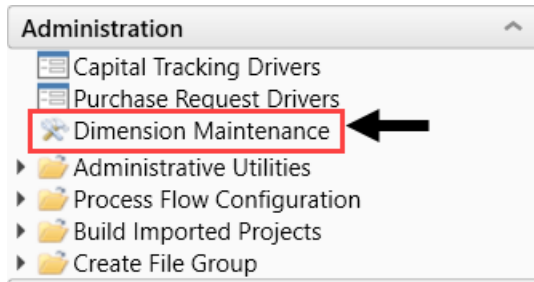 Administration
Capital Tracking Drivers
Purchase Request Drivers
Dimension Maintenance
Administrative Utilities
Process Flow Configuration
Build Imported Projects
Create File Group